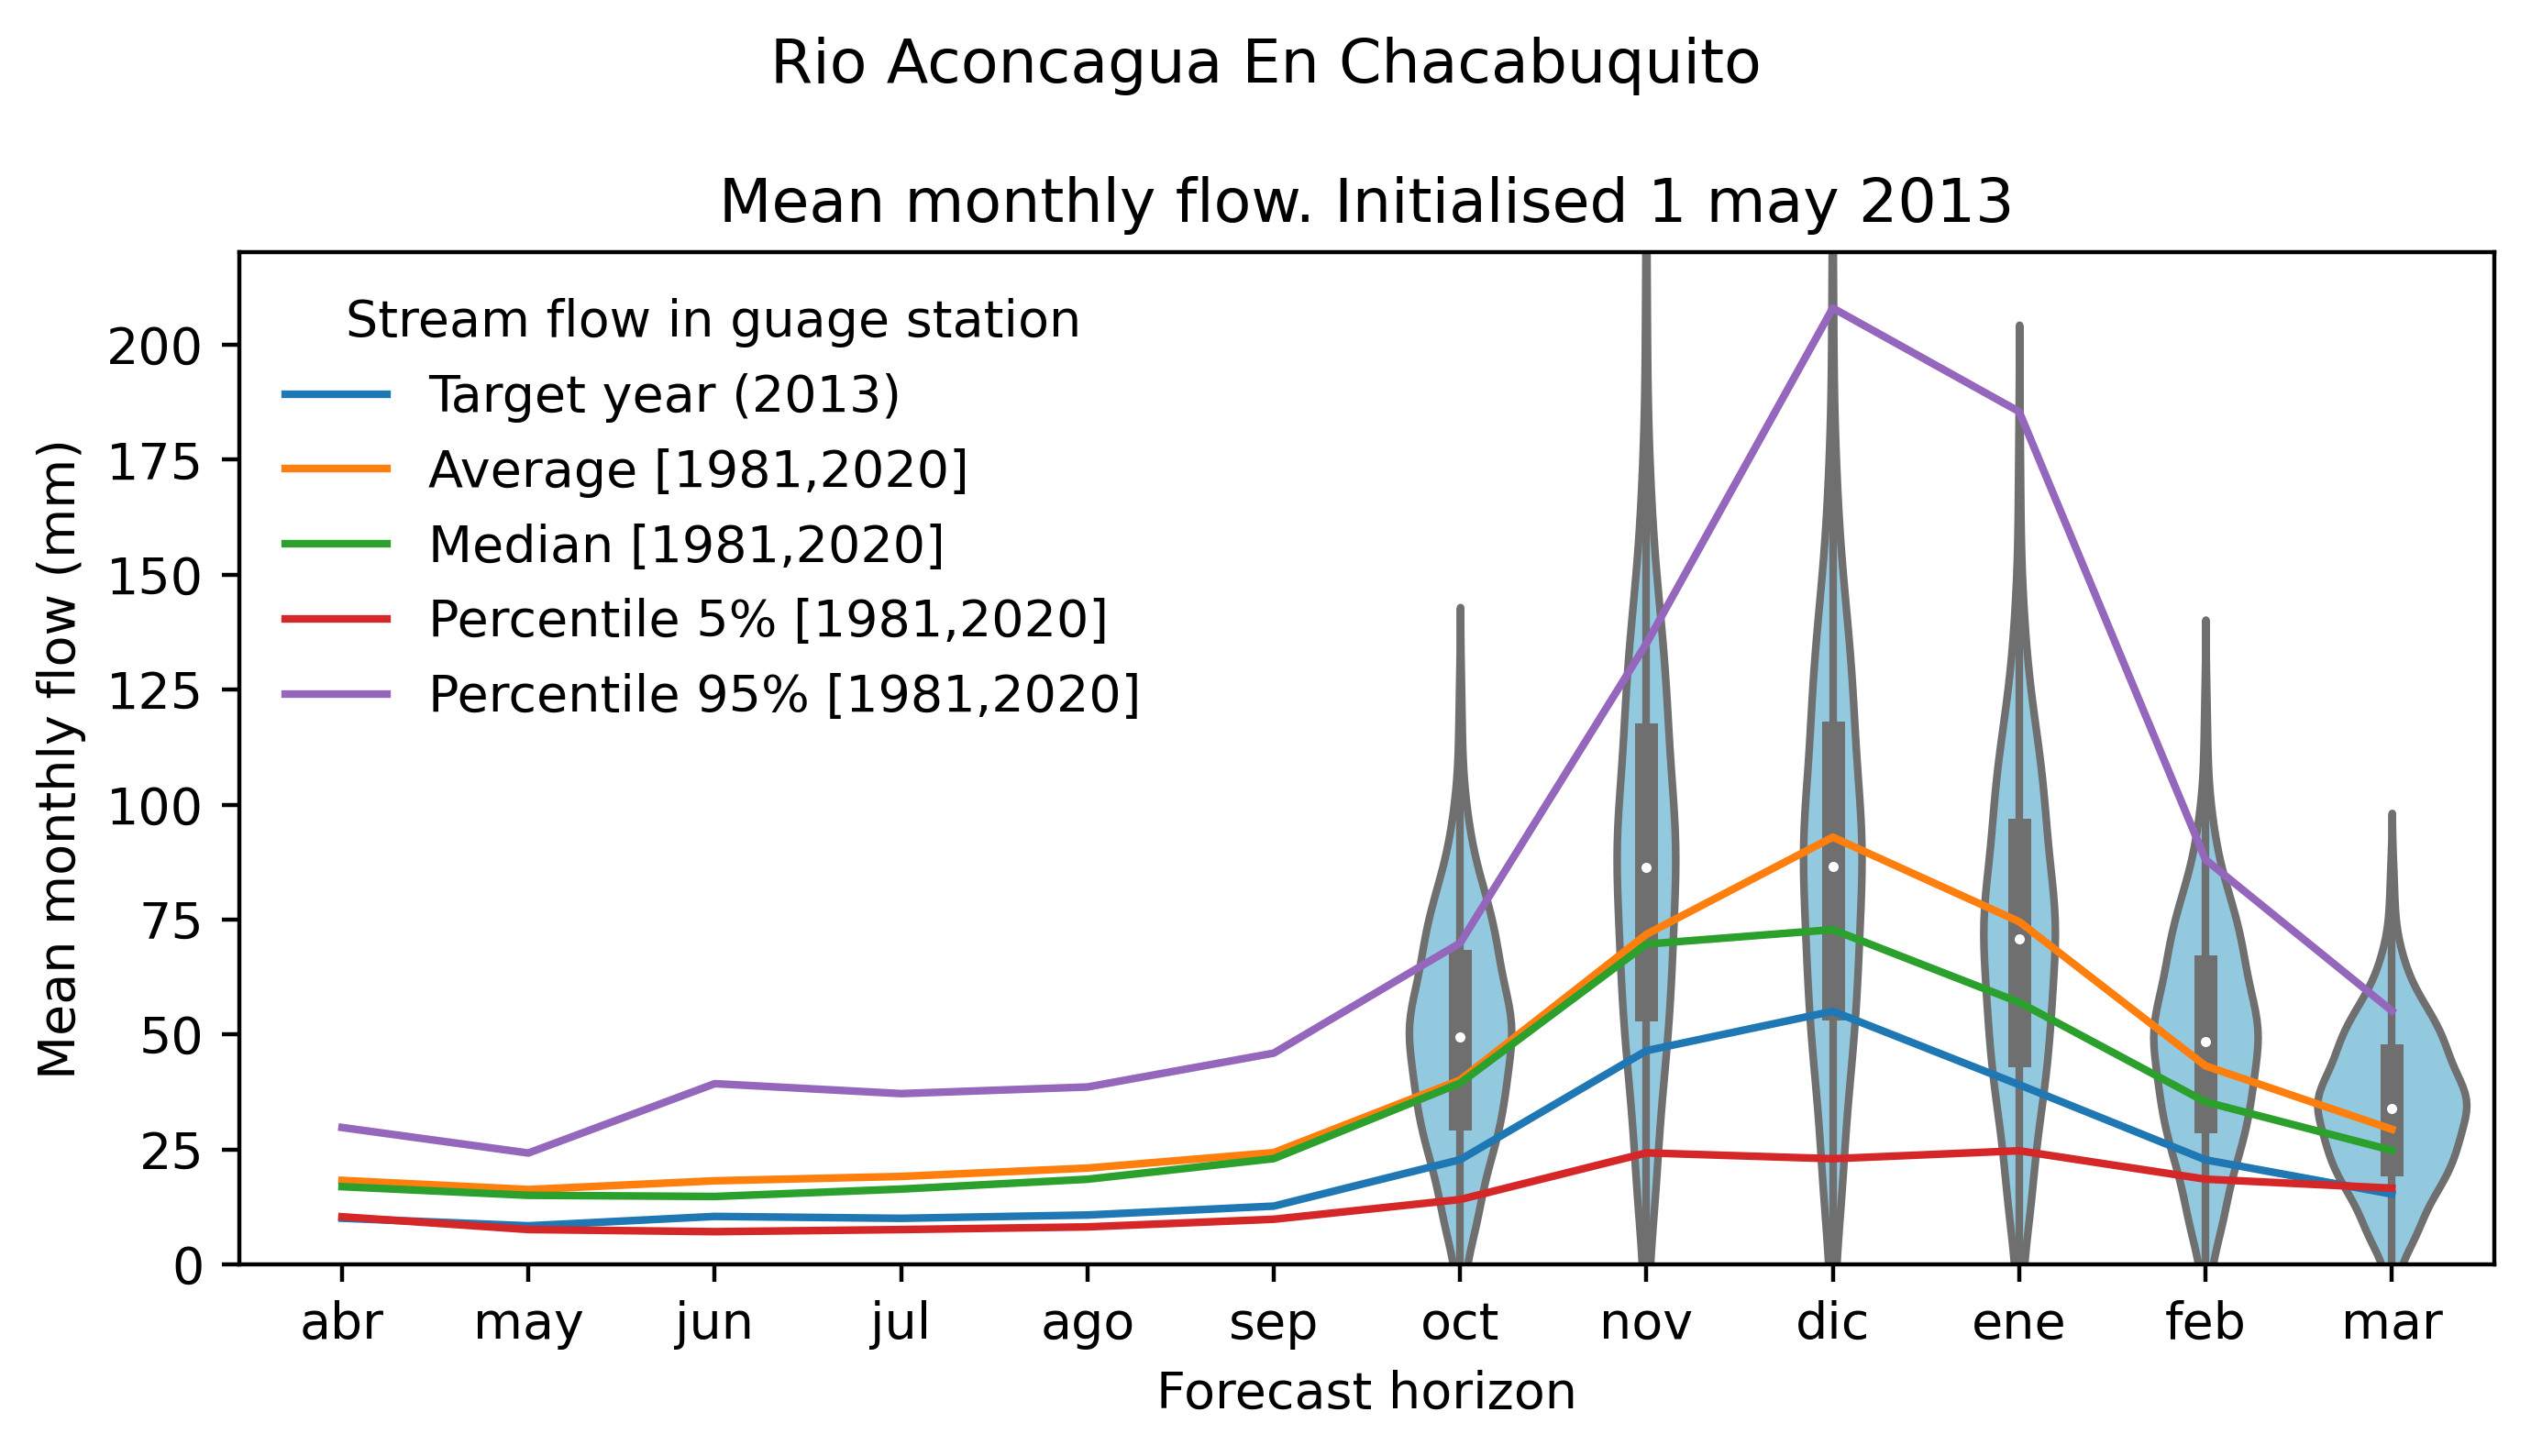 Rio Aconcagua En Chacabuquito
Mean monthly flow. Initialised 1 may 2013
Stream flow in guage station
Target year (2013)
Average [1981,2020]
Median [1981,2020]
Percentile 5% [1981,2020]
Percentile 95% [1981,2020]
Mean monthly flow (mm)
200
175
150
125
100
75
50
25
0
abr may jun jul ago sep oct nov dic ene feb mar
Forecast horizon